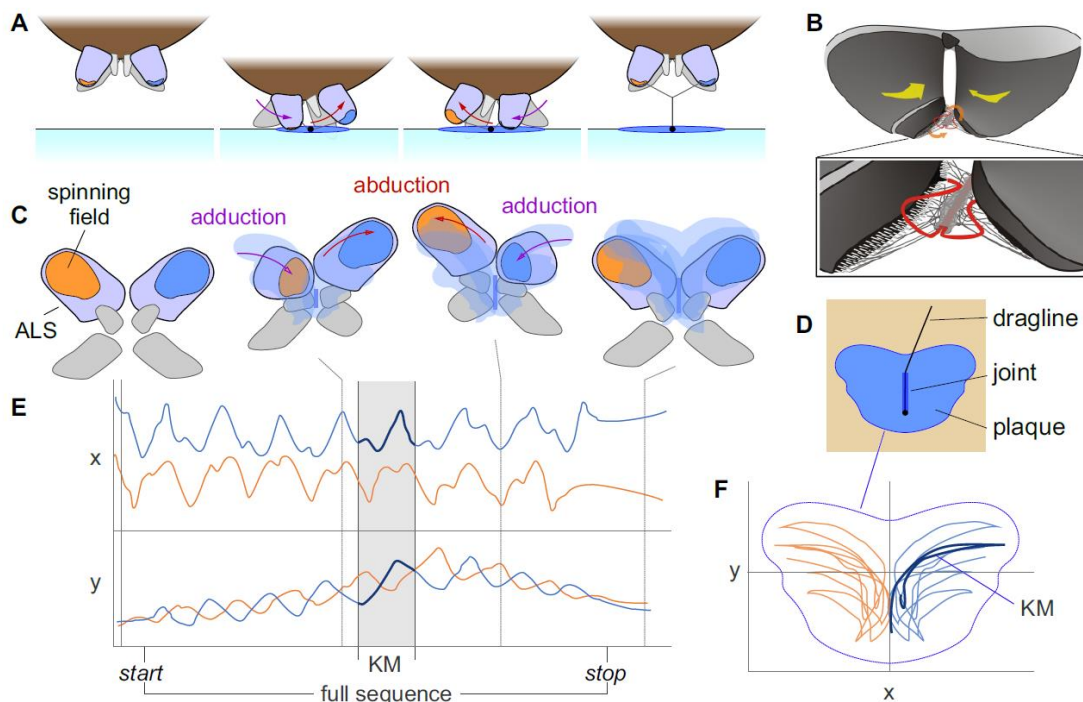 A
B
C
spinning
field
ALS
adduction
abduction
adduction
D
dragline
joint
plaque
E
x
y
start
KM
stop
full sequence
F
y
KM
x